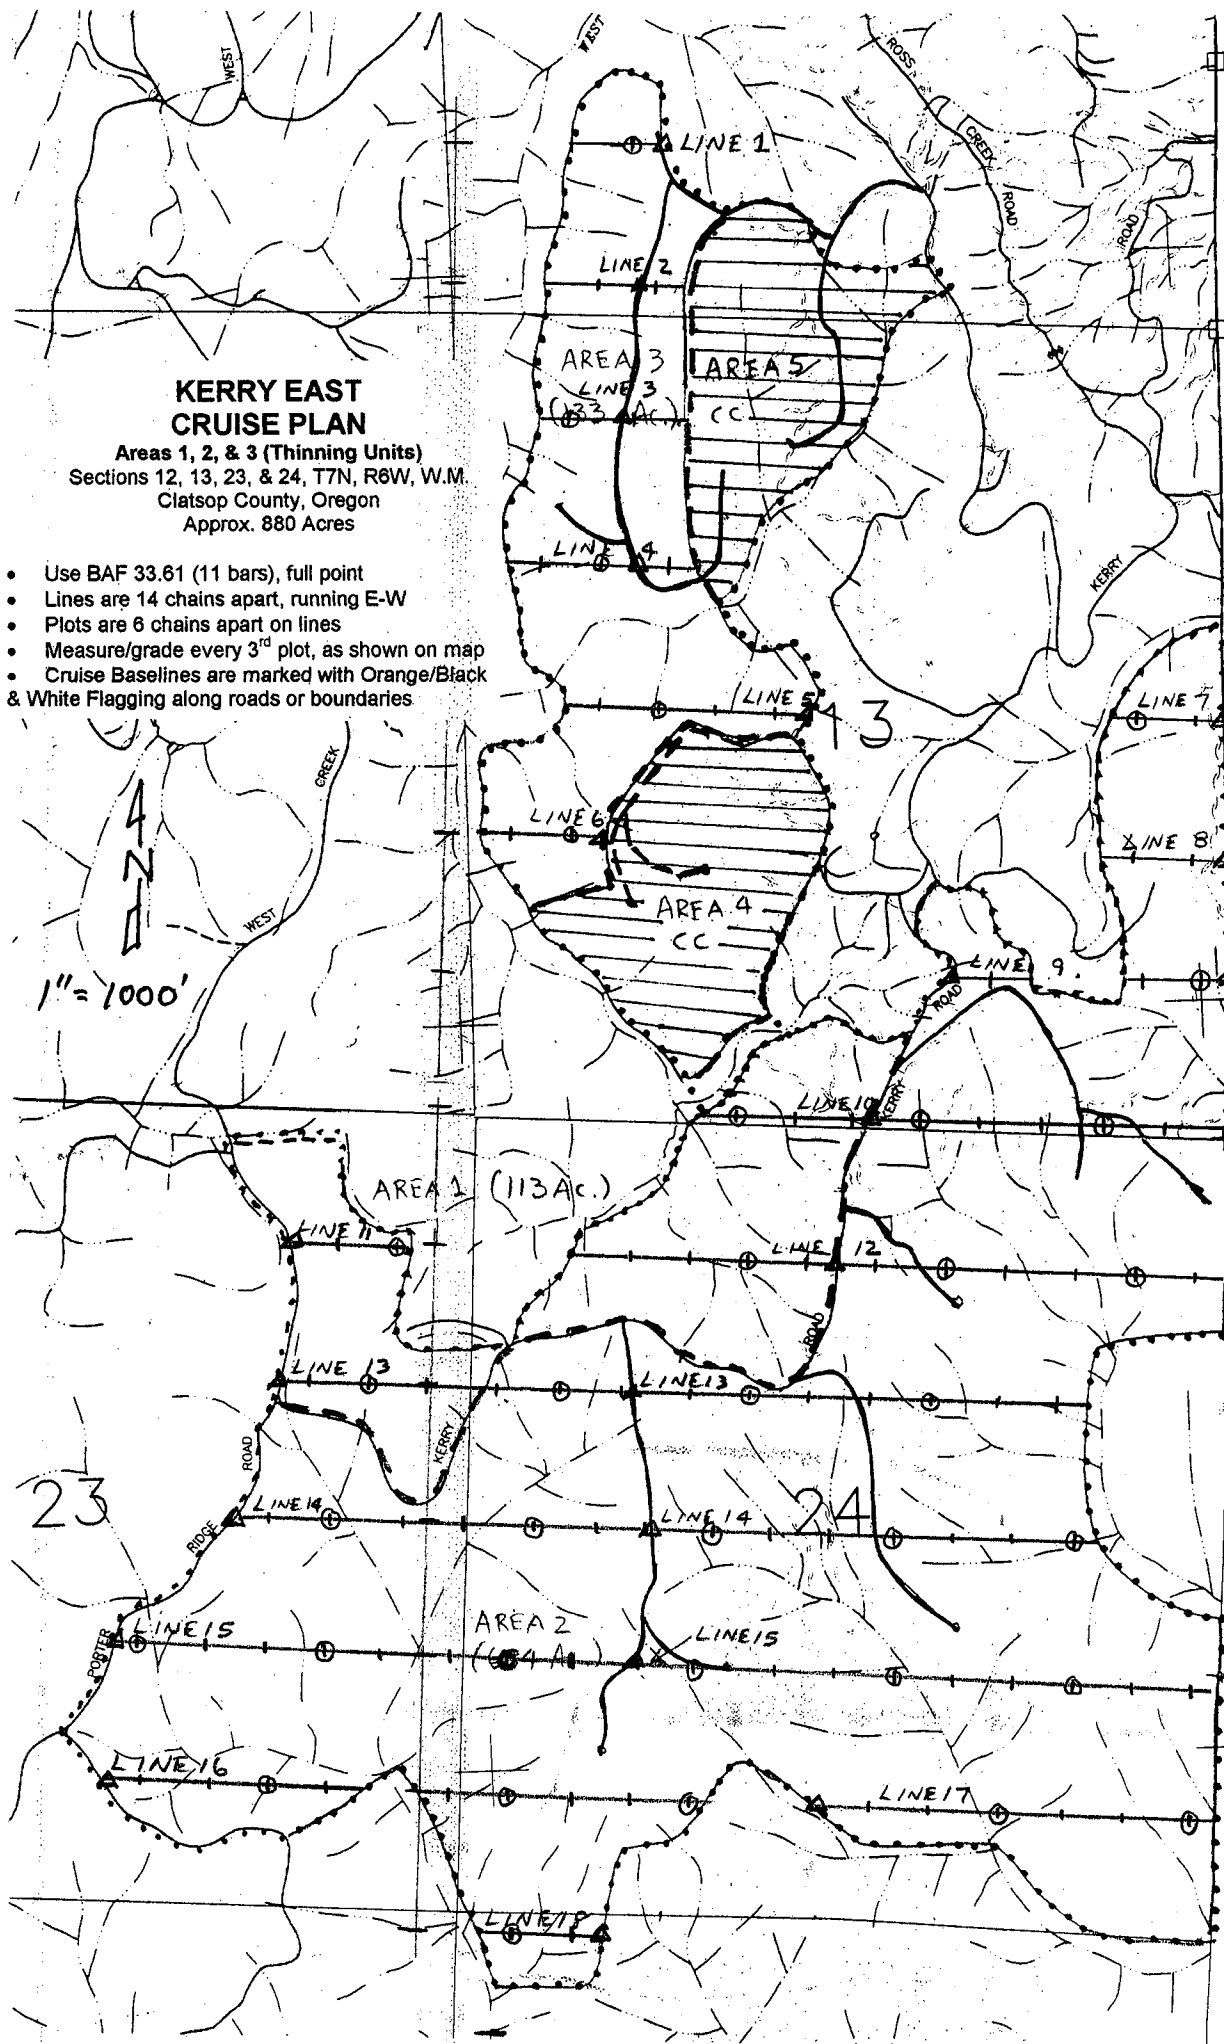 WEST
WEST
ROSS
CREEK
ROAD
ROAD
LINE 1
LINE 2
AREA 3
LINE 3
(133 Ac.)
AREA 5
CC
KERRY EAST
CRUISE PLAN
Areas 1, 2, & 3 (Thinning Units)
Sections 12, 13, 23, & 24, T7N, R6W, W.M.
Clatsop County, Oregon
Approx. 880 Acres
• Use BAF 33.61 (11 bars), full point
• Lines are 14 chains apart, running E-W
• Plots are 6 chains apart on lines
• Measure/grade every 3rd plot, as shown on map
• Cruise Baselines are marked with Orange/Black
& White Flagging along roads or boundaries
LINE 4
KERRY
LINE 5
13
LINE 7
CREEK
WEST
N
1" = 1000'
LINE 6
LINE 8
AREA 4
CC
LINE 9
ROAD
LINE 10
KERRY
AREA 1 (113 Ac.)
LINE 11
LINE 12
ROAD
LINE 13
LINE 13
KERRY
ROAD
23
LINE 14
LINE 14
24
RIDGE
AREA 2
LINE 15
LINE 15
PORTER
LINE 16
LINE 17
LINE 18